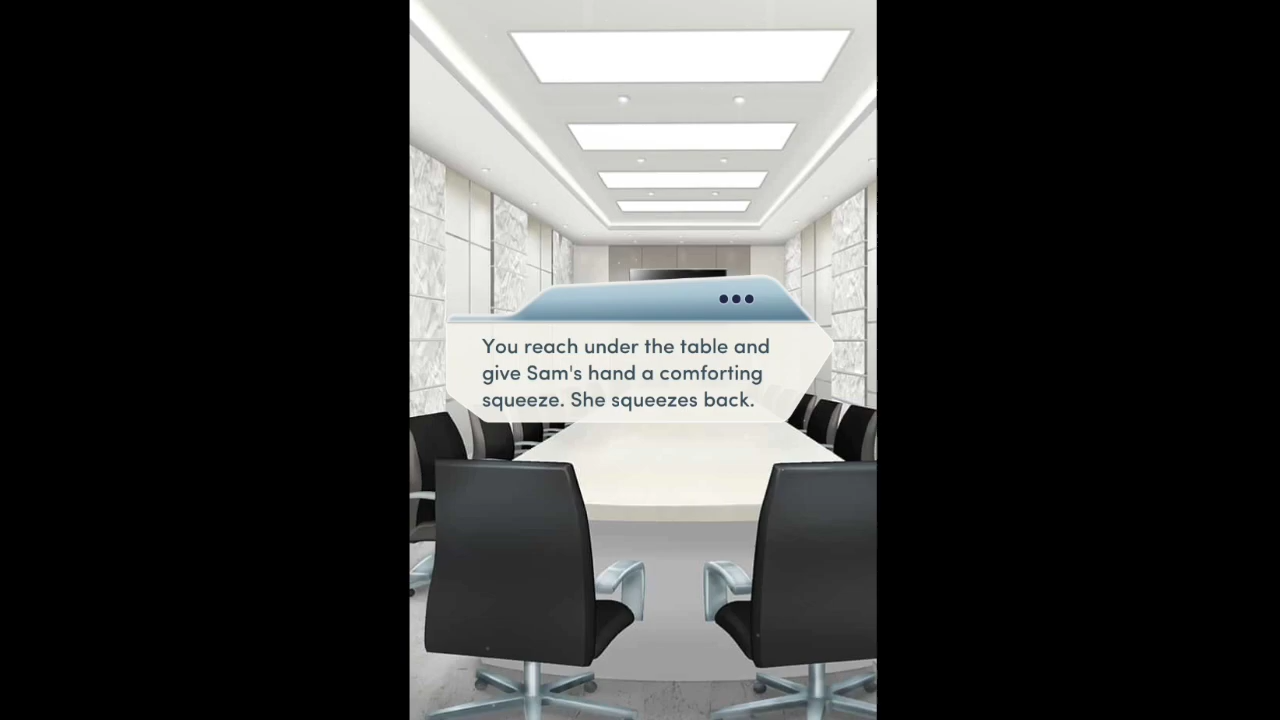 You reach under the table and
give Sam's hand a comforting
squeeze. She squeezes back.